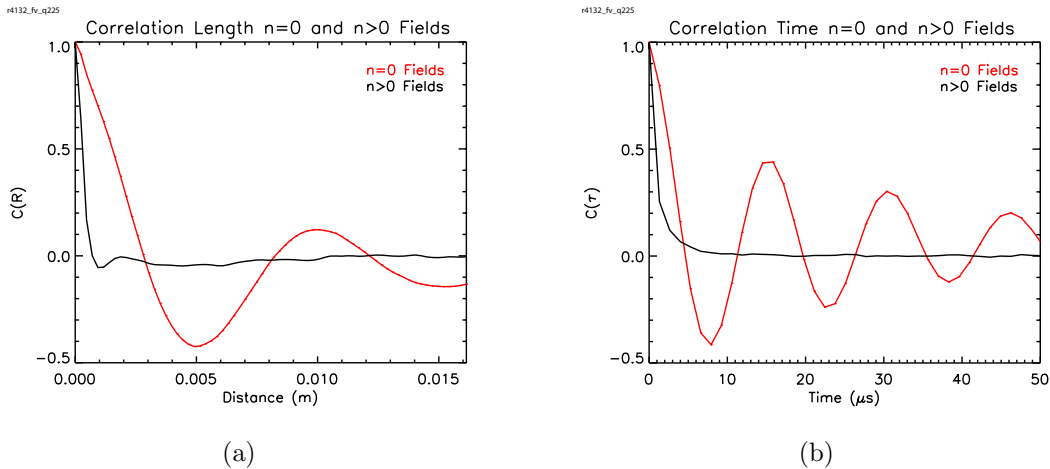 r4132_fv_q225
Correlation Length n=0 and n>0 Fields
1.0
0.5
0.0
−0.5
C(R)
n=0 Fields
n>0 Fields
0.000 0.005 0.010 0.015
Distance (m)
(a)
r4132_fv_q225
Correlation Time n=0 and n>0 Fields
1.0
0.5
0.0
−0.5
C(τ)
n=0 Fields
n>0 Fields
0 10 20 30 40 50
Time (μs)
(b)